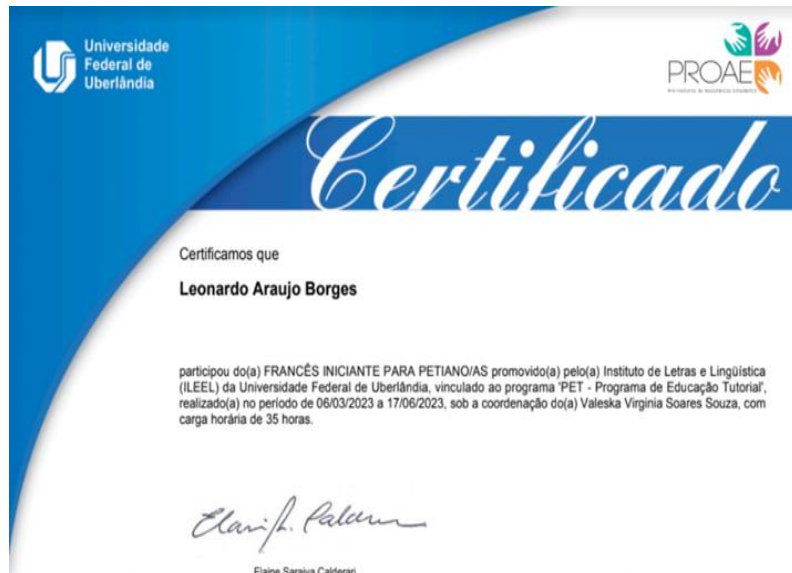 Universidade
Federal de
Uberlândia
PROAE
Certificado
Certificamos que
Leonardo Araujo Borges
participou do(a) FRANCÊS INICIANTE PARA PETIANO/AS promovido(a) pelo(a) Instituto de Letras e Lingüística
(ILEEL) da Universidade Federal de Uberlândia, vinculado ao programa 'PET - Programa de Educação Tutorial',
realizado(a) no período de 06/03/2023 a 17/06/2023, sob a coordenação do(a) Valeska Virginia Soares Souza, com
carga horária de 35 horas.
Elaine Saraiva Calderari